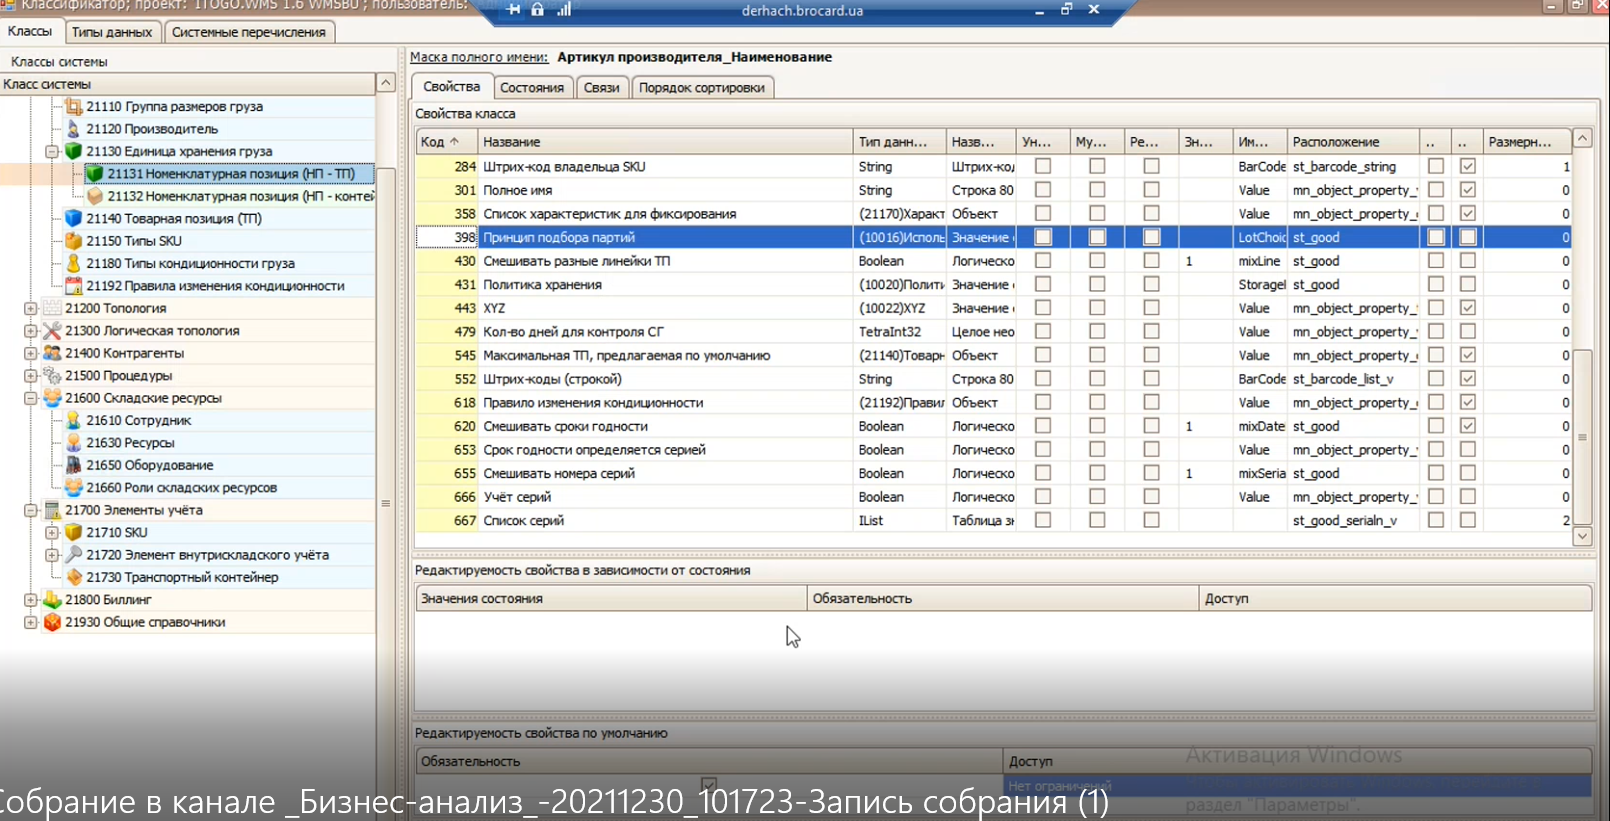 Классификатор; проект: 'ITOGO.WMS 1.6 WMSBU'; пользователь:
derhach.brocard.ua
Классы
Типы данных
Системные перечисления
Классы системы
Класс системы
21110 Группа размеров груза
21120 Производитель
21130 Единица хранения груза
21131 Номенклатурная позиция (НП - ТП)
21132 Номенклатурная позиция (НП - контей
21140 Товарная позиция (ТП)
21150 Типы SKU
21180 Типы кондиционности груза
21192 Правила изменения кондиционности
21200 Топология
21300 Логическая топология
21400 Контрагенты
21500 Процедуры
21600 Складские ресурсы
21610 Сотрудник
21630 Ресурсы
21650 Оборудование
21660 Роли складских ресурсов
21700 Элементы учёта
21710 SKU
21720 Элемент внутрискладского учёта
21730 Транспортный контейнер
21800 Биллинг
21930 Общие справочники
Маска полного имени: Артикул производителя_Наименование
Свойства Состояния Связи Порядок сортировки
Свойства класса
Код Название Тип данн... Назв... Ун... Му... Ре... Зн... Им... Расположение .. .. Размерн...
284 Штрих-код владельца SKU String Штрих-код BarCode st_barcode_string 1
301 Полное имя String Строка 80 Value mn_object_property_ 0
358 Список характеристик для фиксирования (21170)Характ Объект Value mn_object_property_ 0
398 Принцип подбора партий (10016)Исполь Значение LotChoic st_good 0
430 Смешивать разные линейки ТП Boolean Логическо 1 mixLine st_good 0
431 Политика хранения (10020)Полити Значение Storagel st_good 0
443 XYZ (10022)XYZ Значение Value mn_object_property_ 0
479 Кол-во дней для контроля СГ TetraInt32 Целое нео Value mn_object_property_ 0
545 Максимальная ТП, предлагаемая по умолчанию (21140)Товарн Объект Value mn_object_property_ 0
552 Штрих-коды (строкой) String Строка 80 BarCode st_barcode_list_v 0
618 Правило изменения кондиционности (21192)Правил Объект Value mn_object_property_ 0
620 Смешивать сроки годности Boolean Логическо 1 mixDate st_good 0
653 Срок годности определяется серией Boolean Логическо Value mn_object_property_ 0
655 Смешивать номера серий Boolean Логическо 1 mixSeria st_good 0
666 Учёт серий Boolean Логическо Value mn_object_property_ 0
667 Список серий IList Таблица зн st_good_serialn_v 2
Редактируемость свойства в зависимости от состояния
Значения состояния Обязательность Доступ
Редактируемость свойства по умолчанию
Обязательность Доступ
Нет ограничений
Активация Windows
раздел "Параметры".
Собрание в канале _Бизнес-анализ_-20211230_101723-Запись собрания (1)